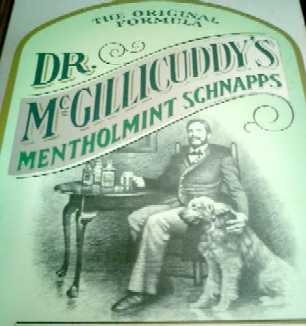 THE ORIGINAL
FORMULA
DR.
McGILLICUDDY'S
MENTHOLMINT SCHNAPPS